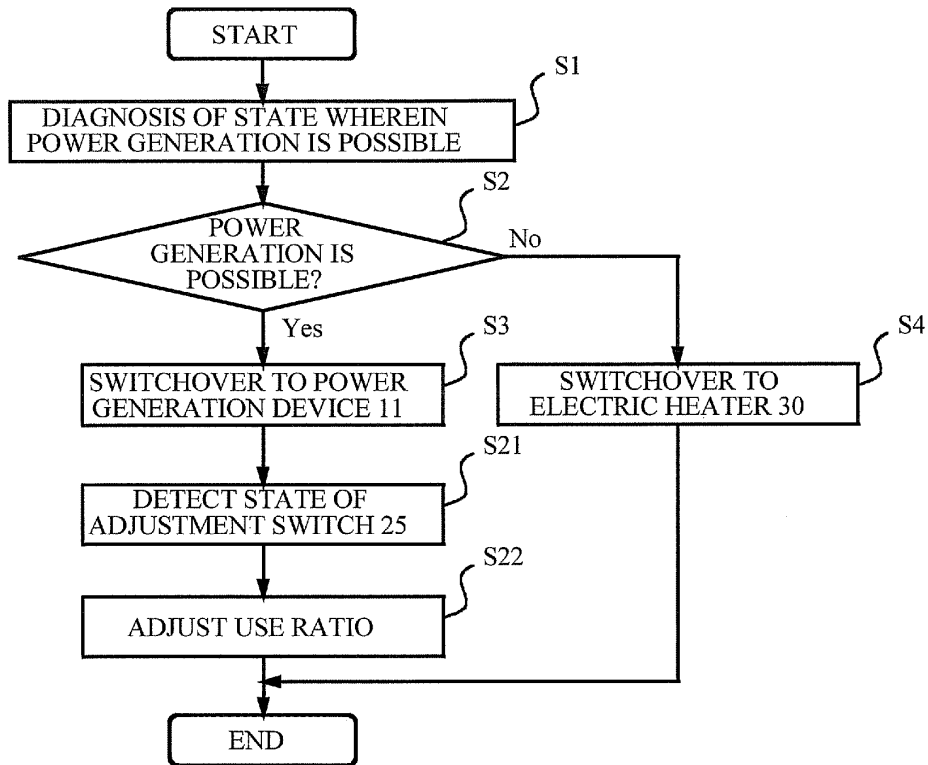 START
S1
DIAGNOSIS OF STATE WHEREIN
POWER GENERATION IS POSSIBLE
S2
POWER
GENERATION IS
POSSIBLE?
No
Yes
S3
SWITCHOVER TO POWER
GENERATION DEVICE 11
S4
SWITCHOVER TO
ELECTRIC HEATER 30
S21
DETECT STATE OF
ADJUSTMENT SWITCH 25
S22
ADJUST USE RATIO
END